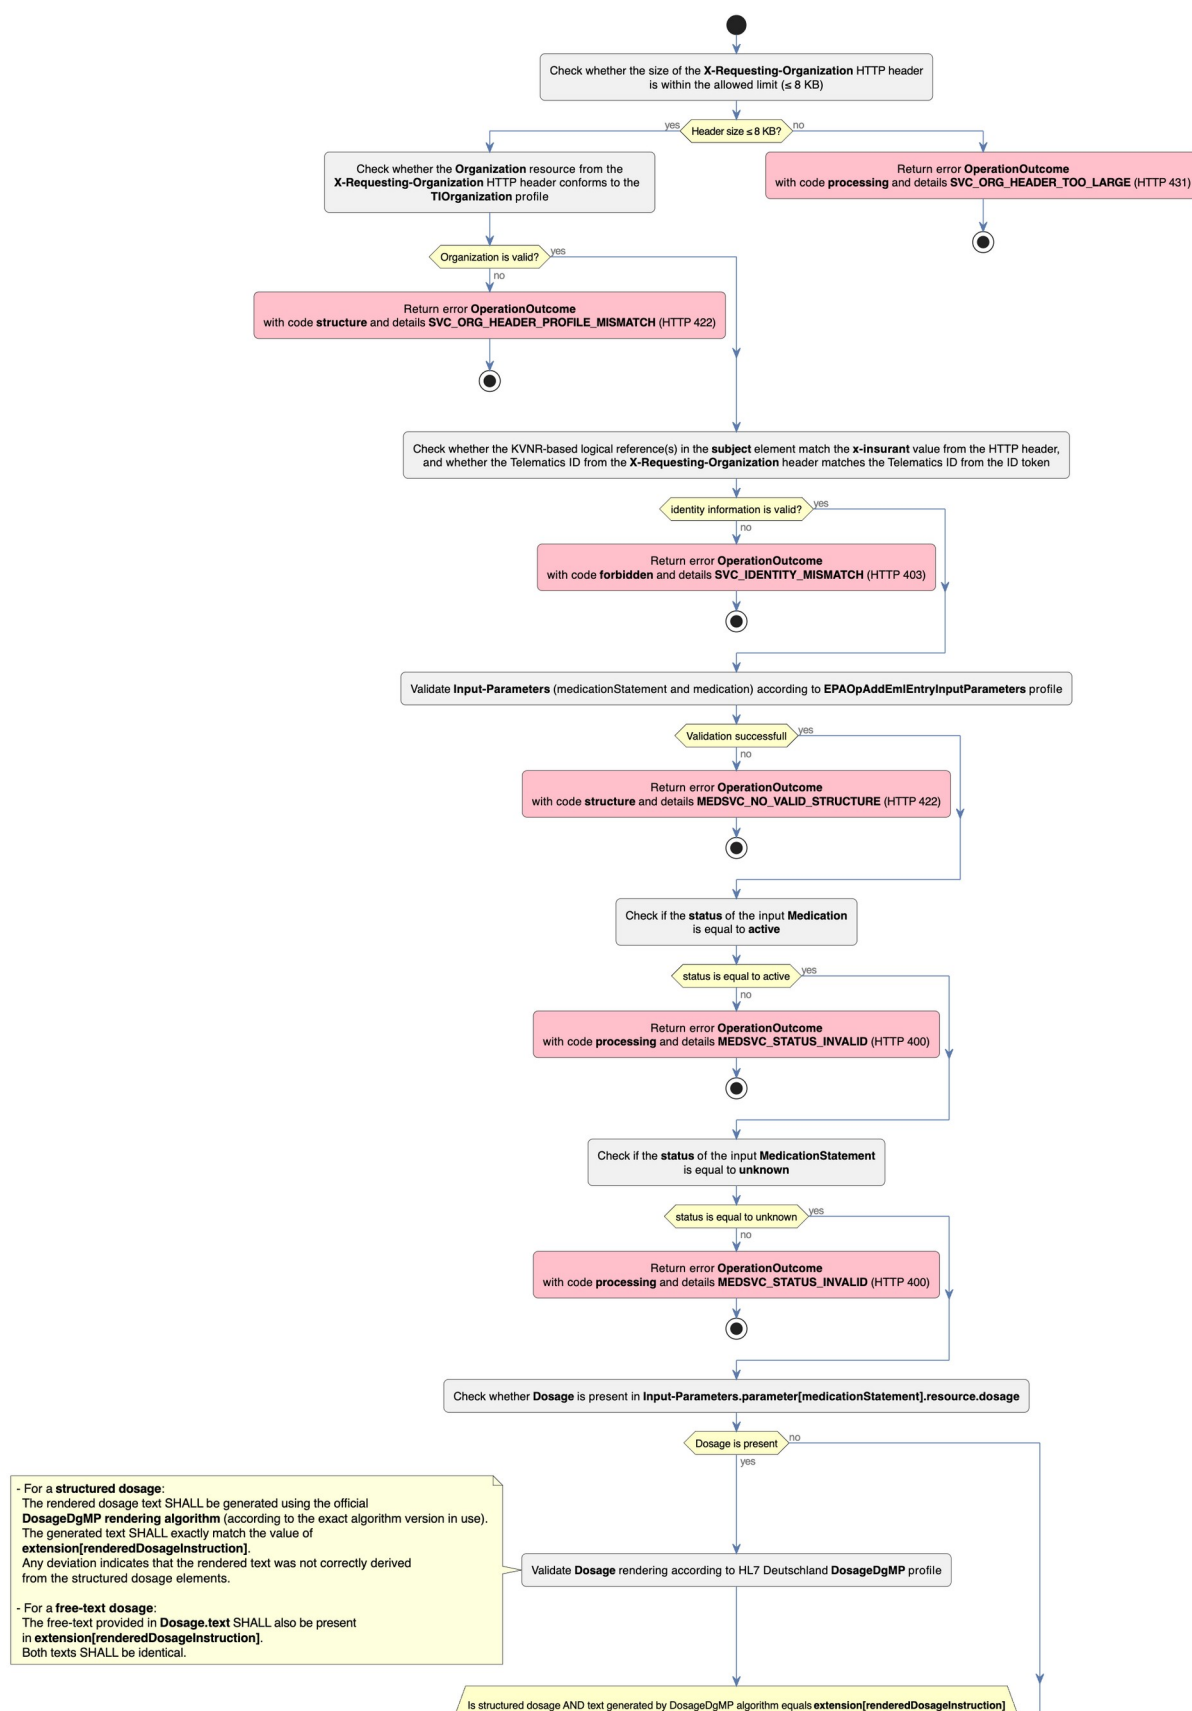 Check whether the size of the X-Requesting-Organization HTTP header
is within the allowed limit (≤ 8 KB)
yes
Header size ≤ 8 KB?
no
Check whether the Organization resource from the
X-Requesting-Organization HTTP header conforms to the
TIOrganization profile
Return error OperationOutcome
with code processing and details SVC_ORG_HEADER_TOO_LARGE (HTTP 431)
Organization is valid?
yes
no
Return error OperationOutcome
with code structure and details SVC_ORG_HEADER_PROFILE_MISMATCH (HTTP 422)
Check whether the KVNR-based logical reference(s) in the subject element match the x-insurant value from the HTTP header,
and whether the Telematics ID from the X-Requesting-Organization header matches the Telematics ID from the ID token
identity information is valid?
yes
no
Return error OperationOutcome
with code forbidden and details SVC_IDENTITY_MISMATCH (HTTP 403)
Validate Input-Parameters (medicationStatement and medication) according to EPAOpAddEmlEntryInputParameters profile
Validation successfull
yes
no
Return error OperationOutcome
with code structure and details MEDSVC_NO_VALID_STRUCTURE (HTTP 422)
Check if the status of the input Medication
is equal to active
status is equal to active
yes
no
Return error OperationOutcome
with code processing and details MEDSVC_STATUS_INVALID (HTTP 400)
Check if the status of the input MedicationStatement
is equal to unknown
status is equal to unknown
yes
no
Return error OperationOutcome
with code processing and details MEDSVC_STATUS_INVALID (HTTP 400)
Check whether Dosage is present in Input-Parameters.parameter[medicationStatement].resource.dosage
Dosage is present
no
yes
- For a structured dosage:
The rendered dosage text SHALL be generated using the official
DosageDgMP rendering algorithm (according to the exact algorithm version in use).
The generated text SHALL exactly match the value of
extension[renderedDosageInstruction].
Any deviation indicates that the rendered text was not correctly derived
from the structured dosage elements.
- For a free-text dosage:
The free-text provided in Dosage.text SHALL also be present
in extension[renderedDosageInstruction].
Both texts SHALL be identical.
Validate Dosage rendering according to HL7 Deutschland DosageDgMP profile
Is structured dosage AND text generated by DosageDgMP algorithm equals extension[renderedDosageInstruction]